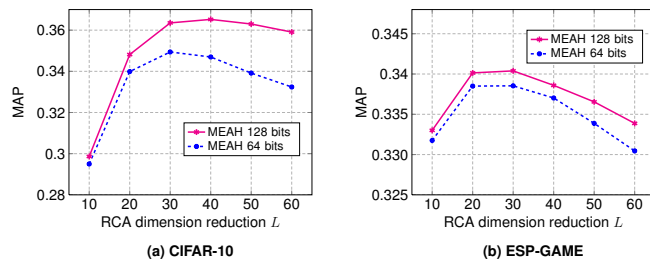 0.36
0.34
0.32
0.3
0.28
MAP
MEAH 128 bits
MEAH 64 bits
10 20 30 40 50 60
RCA dimension reduction L
(a) CIFAR-10
0.345
0.34
0.335
0.33
0.325
MAP
MEAH 128 bits
MEAH 64 bits
10 20 30 40 50 60
RCA dimension reduction L
(b) ESP-GAME